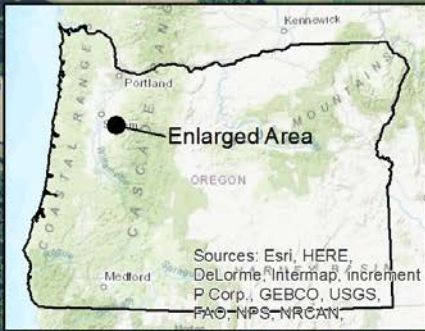 Kennewick
Portland
COASTAL RANGE
CASCADE RAN
MOUNTAINS
Enlarged Area
OREGON
Medford
Sources: Esri, HERE,
DeLorme, Intermap, increment
P Corp., GEBCO, USGS,
FAO, NPS, NRCAN,